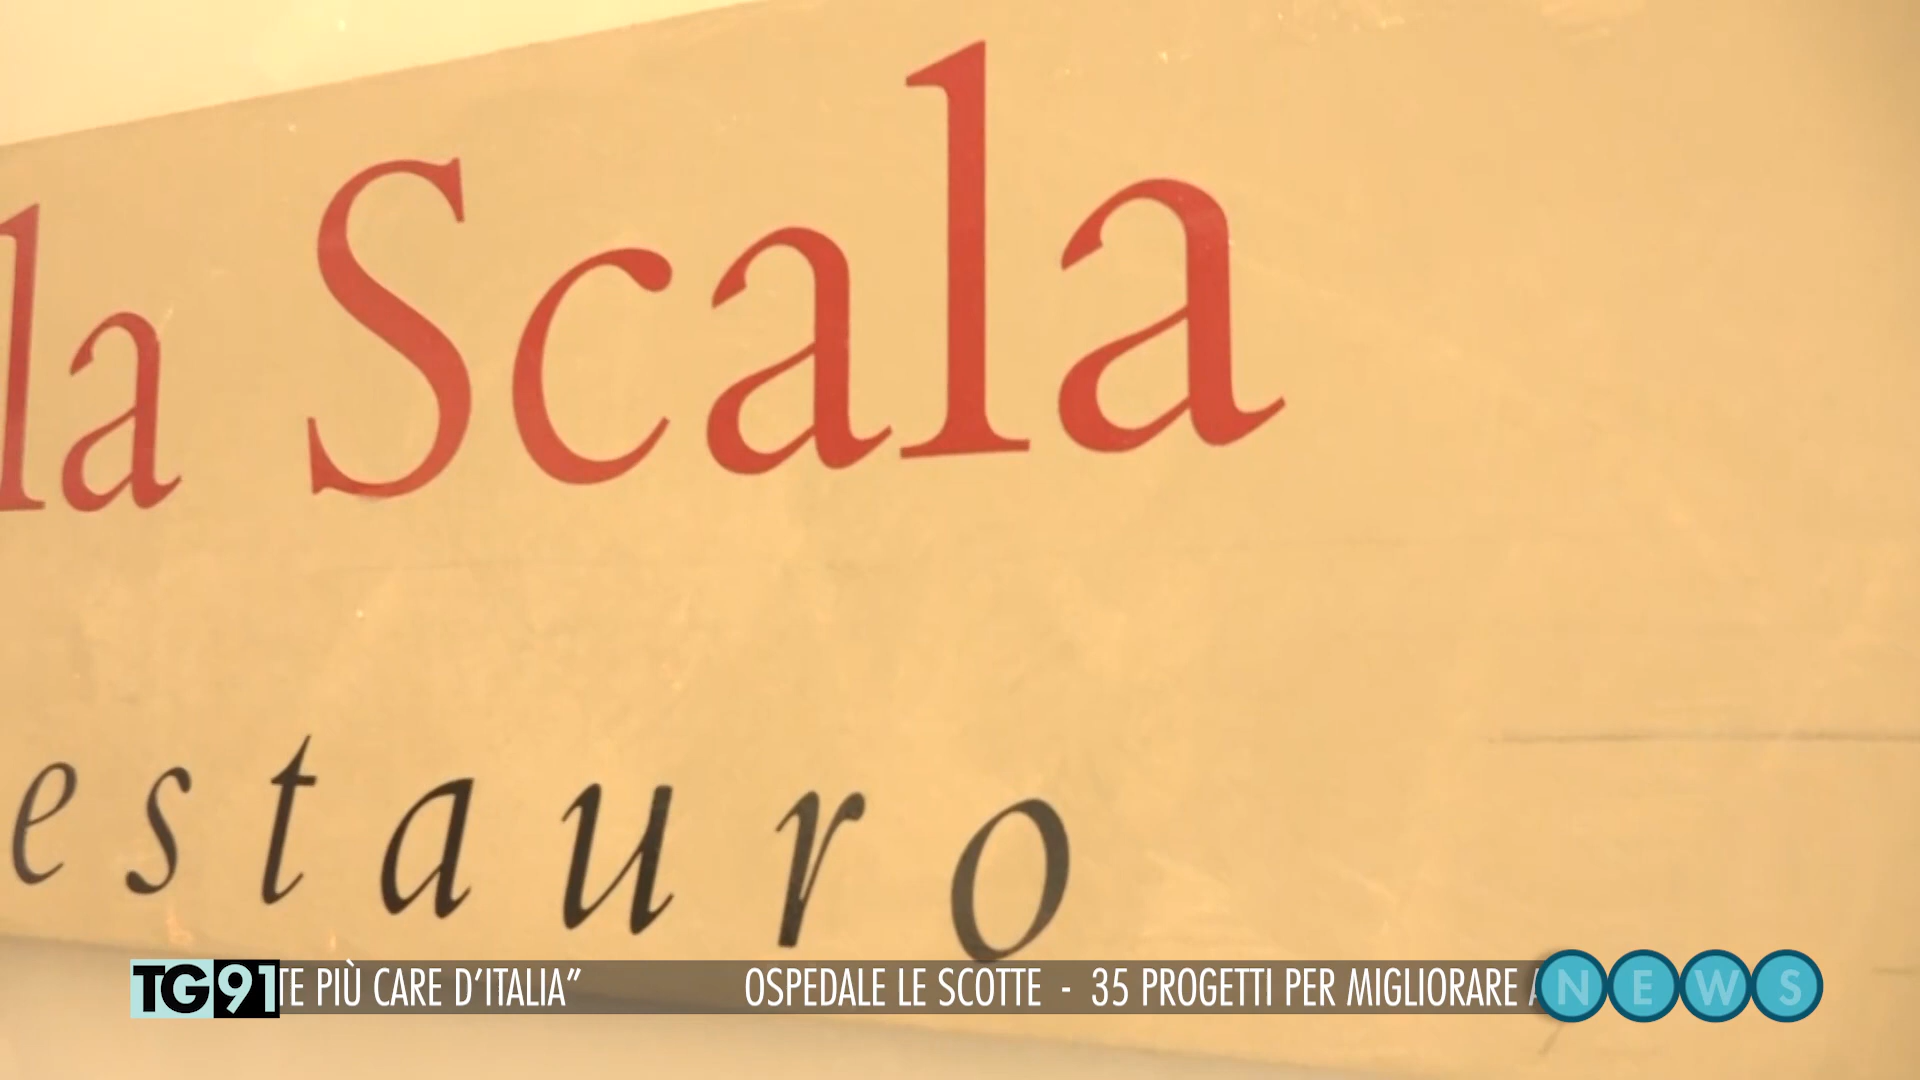 la Scala
estauro
TG91 TE PIÙ CARE D’ITALIA” OSPEDALE LE SCOTTE - 35 PROGETTI PER MIGLIORARE A NEWS